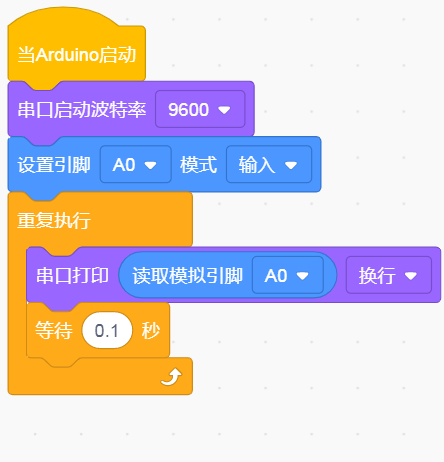 当Arduino启动
串口启动波特率 9600
设置引脚 A0 模式 输入
重复执行
串口打印 读取模拟引脚 A0 换行
等待 0.1 秒